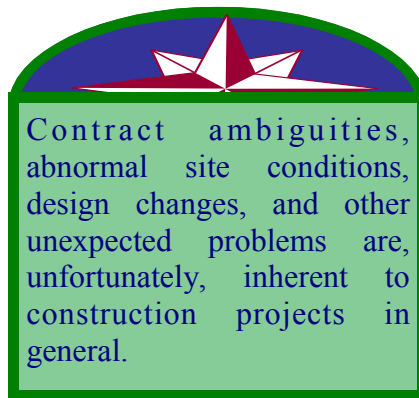 Contract ambiguities,
abnormal site conditions,
design changes, and other
unexpected problems are,
unfortunately, inherent to
construction projects in
general.